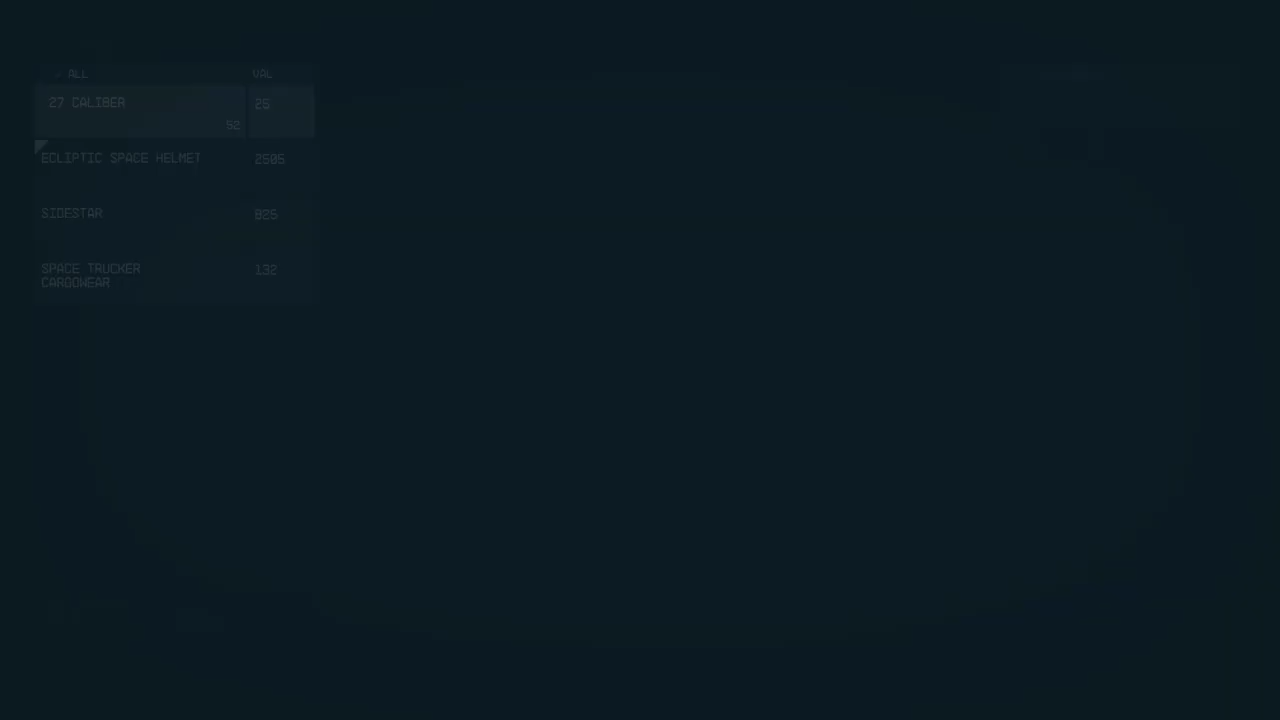 ALL VAL
27 CALIBER 25
52
ECLIPTIC SPACE HELMET 2505
SIDESTAR 825
SPACE TRUCKER 132
CARGOWEAR